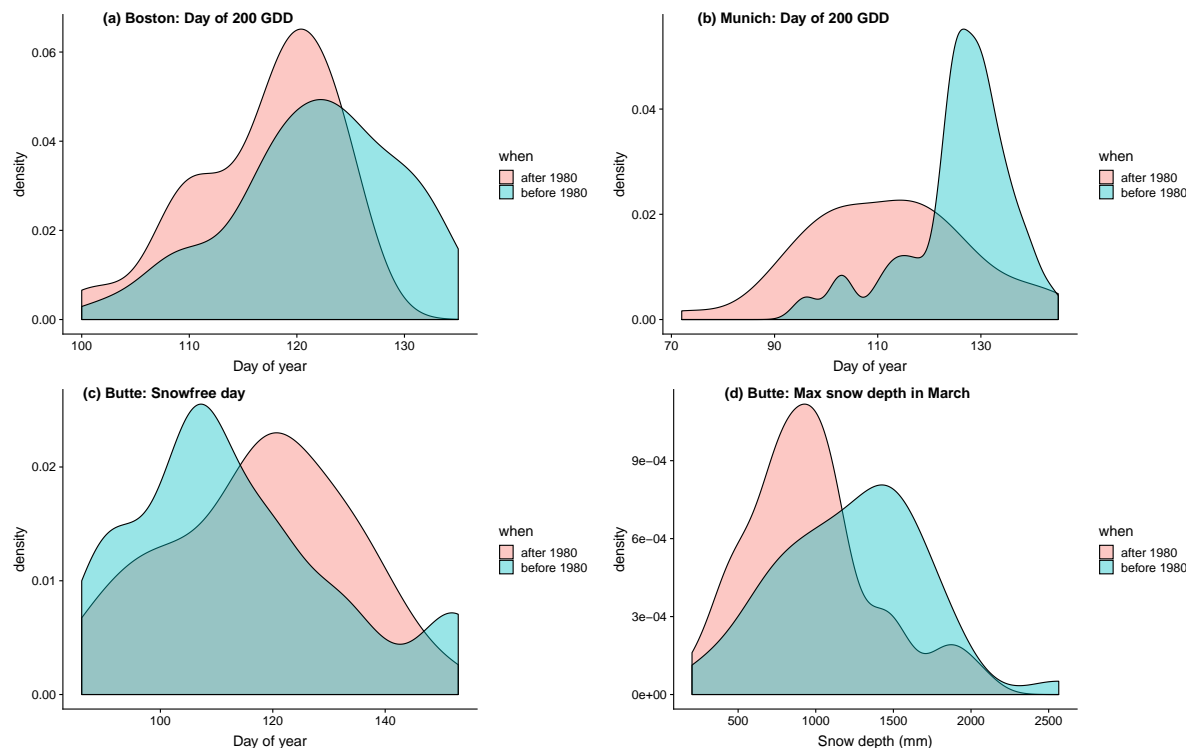 (a) Boston: Day of 200 GDD
0.06
0.04
0.02
0.00
density
100
110
120
130
Day of year
when
after 1980
before 1980
(b) Munich: Day of 200 GDD
0.04
0.02
0.00
density
70
90
110
130
Day of year
when
after 1980
before 1980
(c) Butte: Snowfree day
0.02
0.01
0.00
density
100
120
140
Day of year
when
after 1980
before 1980
(d) Butte: Max snow depth in March
9e−04
6e−04
3e−04
0e+00
density
500
1000
1500
2000
2500
Snow depth (mm)
when
after 1980
before 1980